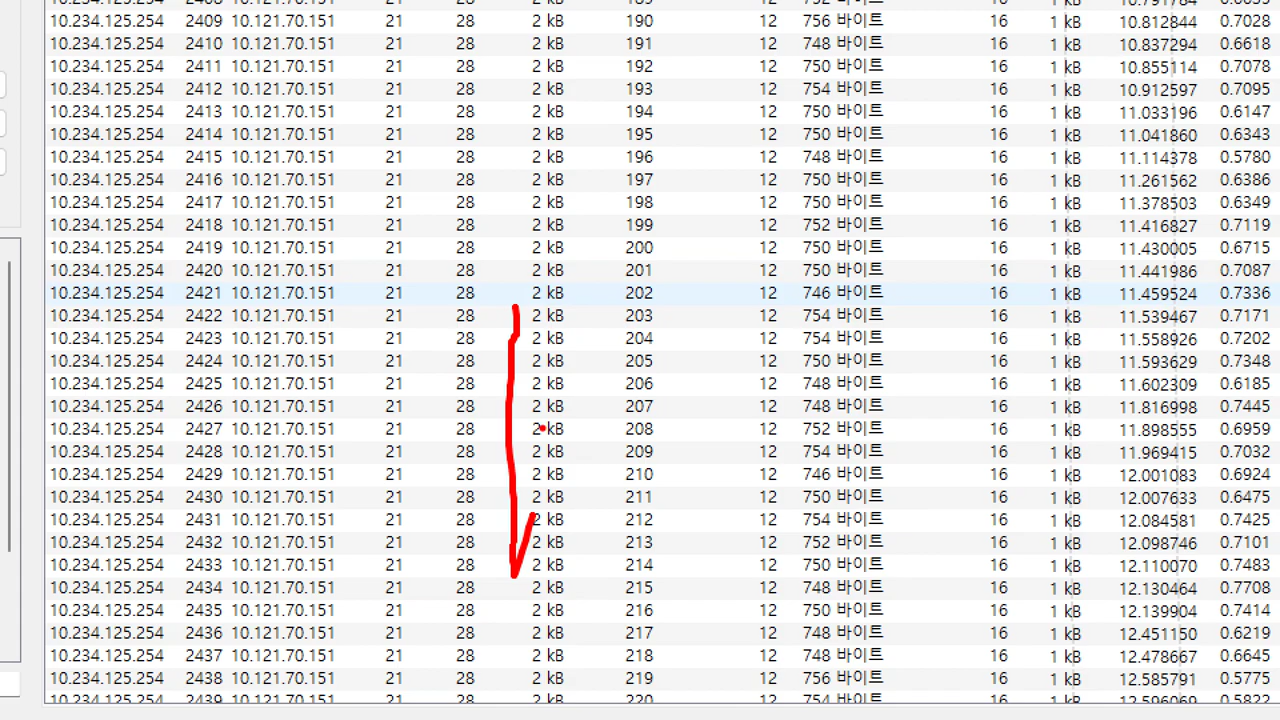 10.234.125.254 2409 10.121.70.151 21 28 2 kB 190 12 756 바이트 16 1 kB 10.812844 0.7028
10.234.125.254 2410 10.121.70.151 21 28 2 kB 191 12 748 바이트 16 1 kB 10.837294 0.6618
10.234.125.254 2411 10.121.70.151 21 28 2 kB 192 12 750 바이트 16 1 kB 10.855114 0.7078
10.234.125.254 2412 10.121.70.151 21 28 2 kB 193 12 754 바이트 16 1 kB 10.912597 0.7095
10.234.125.254 2413 10.121.70.151 21 28 2 kB 194 12 750 바이트 16 1 kB 11.033196 0.6147
10.234.125.254 2414 10.121.70.151 21 28 2 kB 195 12 750 바이트 16 1 kB 11.041860 0.6343
10.234.125.254 2415 10.121.70.151 21 28 2 kB 196 12 748 바이트 16 1 kB 11.114378 0.5780
10.234.125.254 2416 10.121.70.151 21 28 2 kB 197 12 750 바이트 16 1 kB 11.261562 0.6386
10.234.125.254 2417 10.121.70.151 21 28 2 kB 198 12 750 바이트 16 1 kB 11.378503 0.6349
10.234.125.254 2418 10.121.70.151 21 28 2 kB 199 12 752 바이트 16 1 kB 11.416827 0.7119
10.234.125.254 2419 10.121.70.151 21 28 2 kB 200 12 750 바이트 16 1 kB 11.430005 0.6715
10.234.125.254 2420 10.121.70.151 21 28 2 kB 201 12 750 바이트 16 1 kB 11.441986 0.7087
10.234.125.254 2421 10.121.70.151 21 28 2 kB 202 12 746 바이트 16 1 kB 11.459524 0.7336
10.234.125.254 2422 10.121.70.151 21 28 2 kB 203 12 754 바이트 16 1 kB 11.539467 0.7171
10.234.125.254 2423 10.121.70.151 21 28 2 kB 204 12 754 바이트 16 1 kB 11.558926 0.7202
10.234.125.254 2424 10.121.70.151 21 28 2 kB 205 12 750 바이트 16 1 kB 11.593629 0.7348
10.234.125.254 2425 10.121.70.151 21 28 2 kB 206 12 748 바이트 16 1 kB 11.602309 0.6185
10.234.125.254 2426 10.121.70.151 21 28 2 kB 207 12 748 바이트 16 1 kB 11.816998 0.7445
10.234.125.254 2427 10.121.70.151 21 28 2 kB 208 12 752 바이트 16 1 kB 11.898555 0.6959
10.234.125.254 2428 10.121.70.151 21 28 2 kB 209 12 754 바이트 16 1 kB 11.969415 0.7032
10.234.125.254 2429 10.121.70.151 21 28 2 kB 210 12 746 바이트 16 1 kB 12.001083 0.6924
10.234.125.254 2430 10.121.70.151 21 28 2 kB 211 12 750 바이트 16 1 kB 12.007633 0.6475
10.234.125.254 2431 10.121.70.151 21 28 2 kB 212 12 754 바이트 16 1 kB 12.084581 0.7425
10.234.125.254 2432 10.121.70.151 21 28 2 kB 213 12 752 바이트 16 1 kB 12.098746 0.7101
10.234.125.254 2433 10.121.70.151 21 28 2 kB 214 12 750 바이트 16 1 kB 12.110070 0.7483
10.234.125.254 2434 10.121.70.151 21 28 2 kB 215 12 748 바이트 16 1 kB 12.130464 0.7708
10.234.125.254 2435 10.121.70.151 21 28 2 kB 216 12 750 바이트 16 1 kB 12.139904 0.7414
10.234.125.254 2436 10.121.70.151 21 28 2 kB 217 12 748 바이트 16 1 kB 12.451150 0.6219
10.234.125.254 2437 10.121.70.151 21 28 2 kB 218 12 748 바이트 16 1 kB 12.478667 0.6645
10.234.125.254 2438 10.121.70.151 21 28 2 kB 219 12 756 바이트 16 1 kB 12.585791 0.5775
10.234.125.254 2439 10.121.70.151 21 28 2 kB 220 12 754 바이트 16 1 kB 12.596069 0.5822